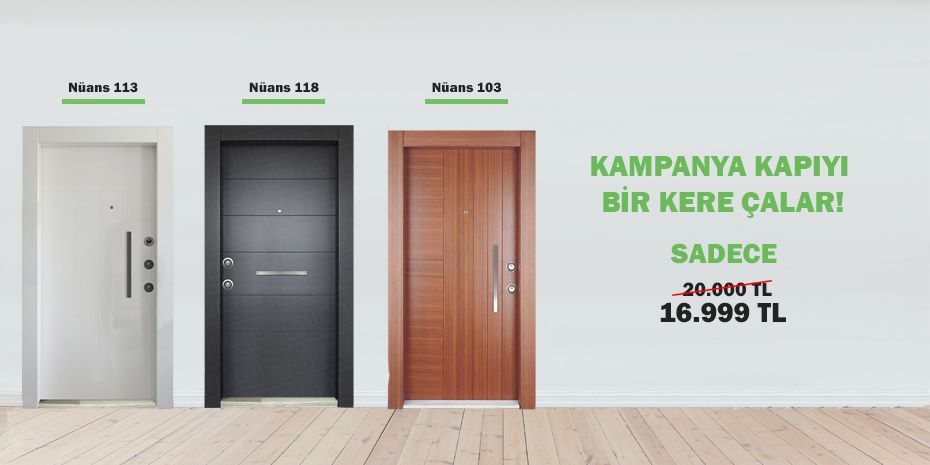 Nüans 113
Nüans 118
Nüans 103
KAMPANYA KAPIYI
BİR KERE ÇALAR!
SADECE
20.000 TL
16.999 TL